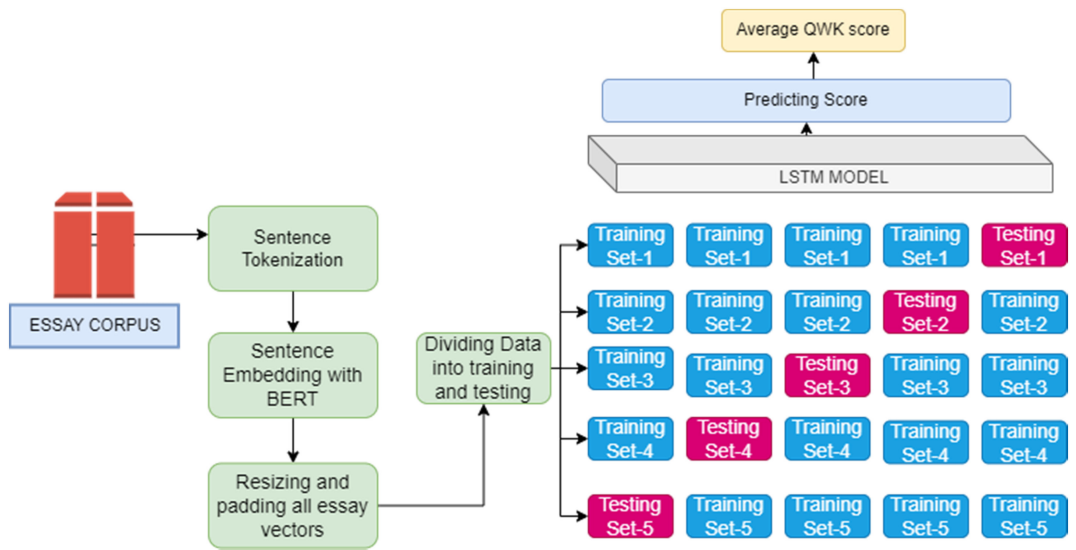 Average QWK score
Predicting Score
LSTM MODEL
ESSAY CORPUS
Sentence
Tokenization
Sentence
Embedding with
BERT
Resizing and
padding all essay
vectors
Dividing Data
into training
and testing
Training Training Training Training Testing
Set-1 Set-1 Set-1 Set-1 Set-1
Training Training Training Testing Training
Set-2 Set-2 Set-2 Set-2 Set-2
Training Training Testing Training Training
Set-3 Set-3 Set-3 Set-3 Set-3
Training Testing Training Training Training
Set-4 Set-4 Set-4 Set-4 Set-4
Testing Training Training Training Training
Set-5 Set-5 Set-5 Set-5 Set-5